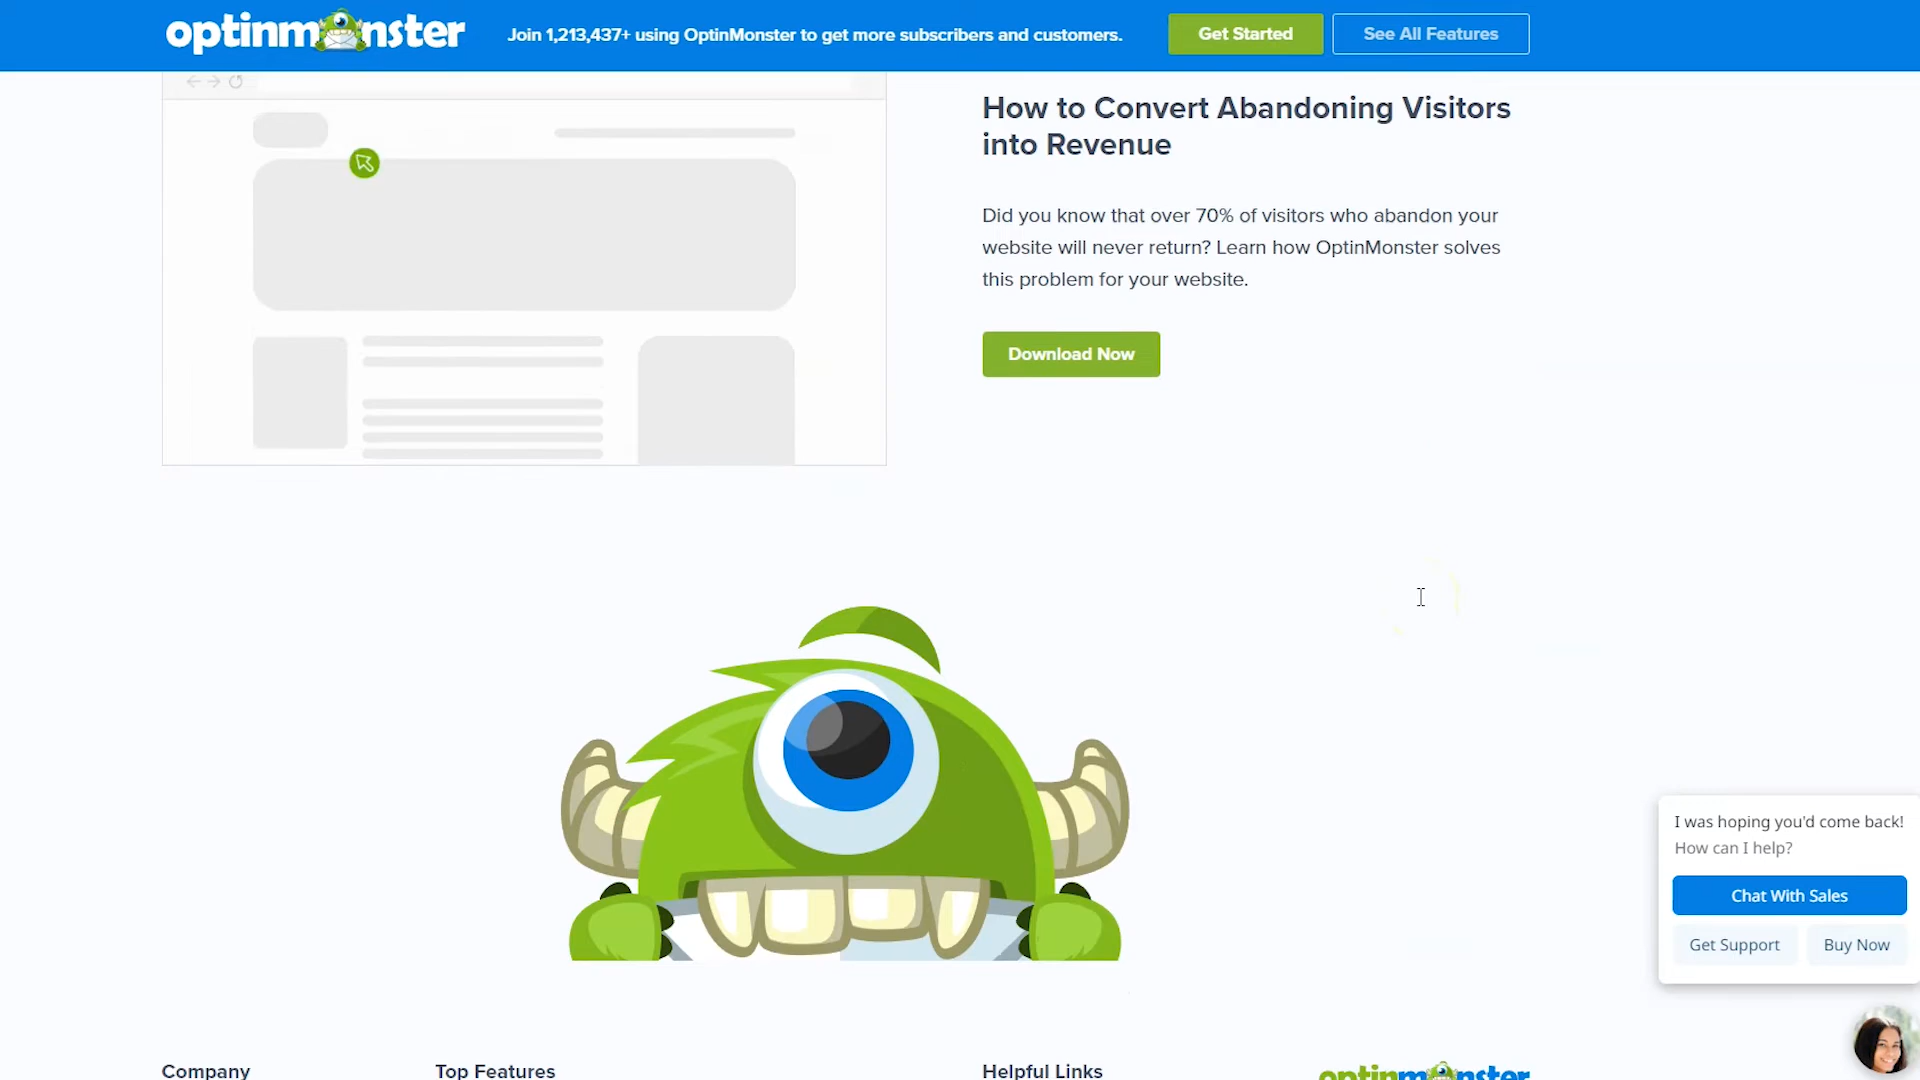 optinmonster
Join 1,213,437+ using OptinMonster to get more subscribers and customers.
Get Started
See All Features
How to Convert Abandoning Visitors
into Revenue
Did you know that over 70% of visitors who abandon your
website will never return? Learn how OptinMonster solves
this problem for your website.
Download Now
I was hoping you'd come back!
How can I help?
Chat With Sales
Get Support
Buy Now
Company
Top Features
Helpful Links
optinmonster